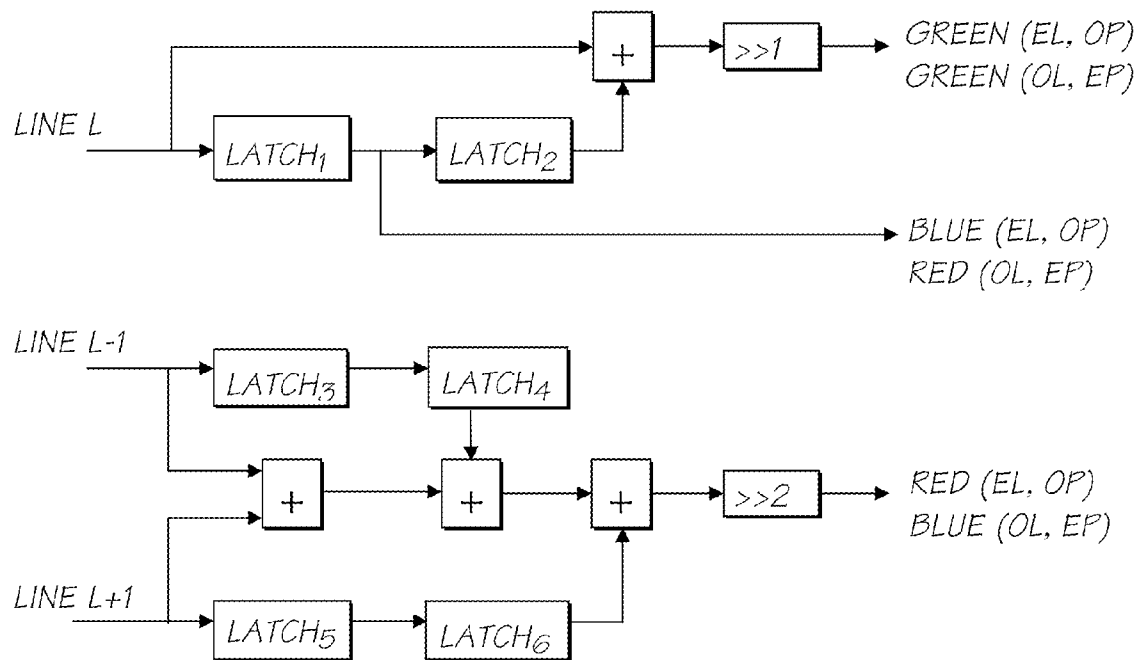 GREEN (EL, OP)
+ >>1
GREEN (OL, EP)
LINE L
LATCH₁ LATCH₂
BLUE (EL, OP)
RED (OL, EP)
LINE L-1
LATCH₃ LATCH₄
+ + + >>2 RED (EL, OP)
BLUE (OL, EP)
LINE L+1
LATCH₅ LATCH₆